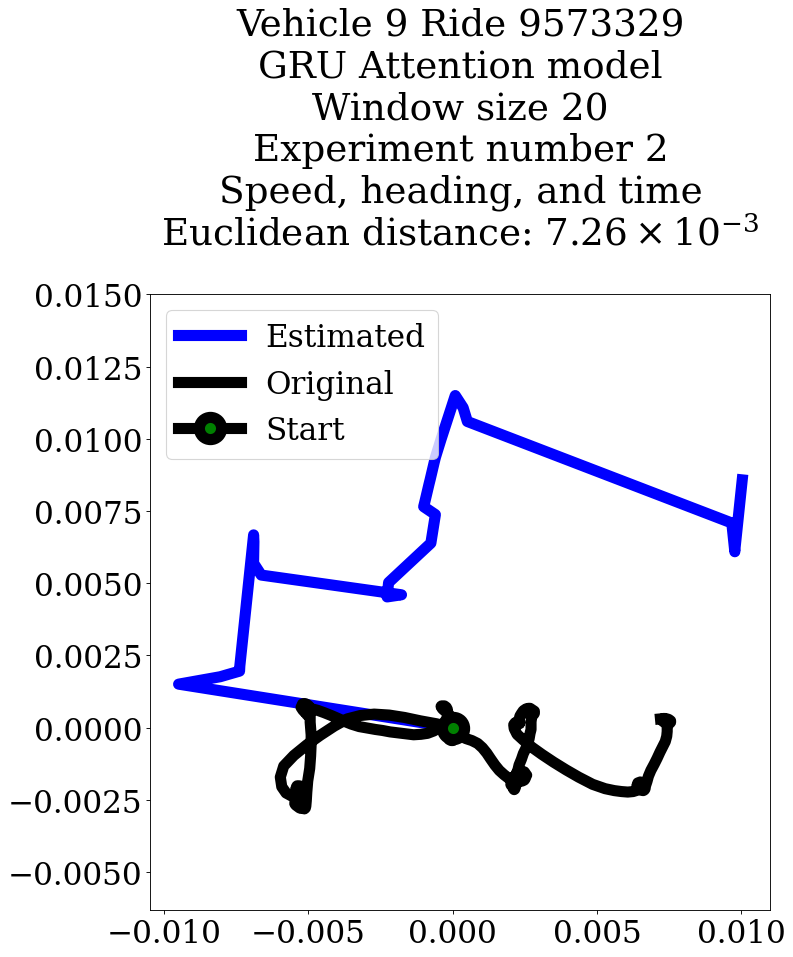 Vehicle 9 Ride 9573329
GRU Attention model
Window size 20
Experiment number 2
Speed, heading, and time
Euclidean distance: 7.26 × 10⁻³
0.0150
0.0125
0.0100
0.0075
0.0050
0.0025
0.0000
−0.0025
−0.0050
Estimated
Original
Start
−0.010
−0.005
0.000
0.005
0.010